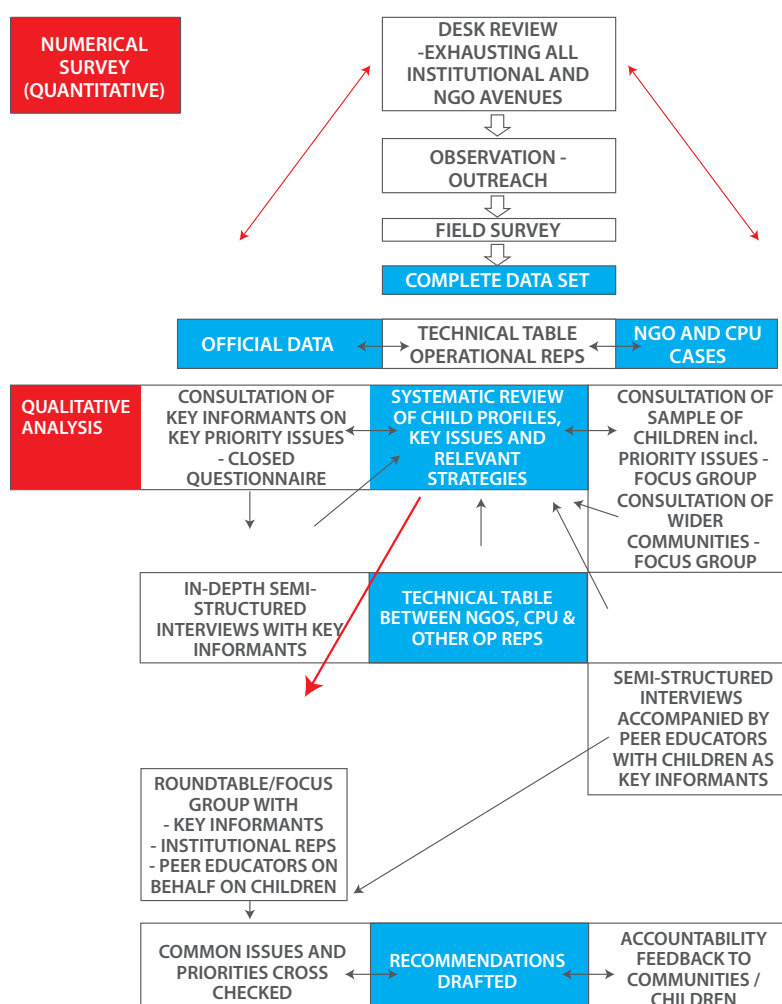 NUMERICAL
SURVEY
(QUANTITATIVE)
DESK REVIEW
-EXHAUSTING ALL
INSTITUTIONAL AND
NGO AVENUES
OBSERVATION -
OUTREACH
FIELD SURVEY
COMPLETE DATA SET
OFFICIAL DATA
TECHNICAL TABLE
OPERATIONAL REPS
NGO AND CPU
CASES
QUALITATIVE
ANALYSIS
CONSULTATION OF
KEY INFORMANTS ON
KEY PRIORITY ISSUES
- CLOSED
QUESTIONNAIRE
SYSTEMATIC REVIEW
OF CHILD PROFILES,
KEY ISSUES AND
RELEVANT
STRATEGIES
CONSULTATION OF
SAMPLE OF
CHILDREN incl.
PRIORITY ISSUES -
FOCUS GROUP
CONSULTATION OF
WIDER
COMMUNITIES -
FOCUS GROUP
IN-DEPTH SEMI-
STRUCTURED
INTERVIEWS WITH KEY
INFORMANTS
TECHNICAL TABLE
BETWEEN NGOS, CPU &
OTHER OP REPS
SEMI-STRUCTURED
INTERVIEWS
ACCOMPANIED BY
PEER EDUCATORS
WITH CHILDREN AS
KEY INFORMANTS
ROUNDTABLE/FOCUS
GROUP WITH
- KEY INFORMANTS
- INSTITUTIONAL REPS
- PEER EDUCATORS ON
BEHALF ON CHILDREN
COMMON ISSUES AND
PRIORITIES CROSS
CHECKED
RECOMMENDATIONS
DRAFTED
ACCOUNTABILITY
FEEDBACK TO
COMMUNITIES /
CHILDREN